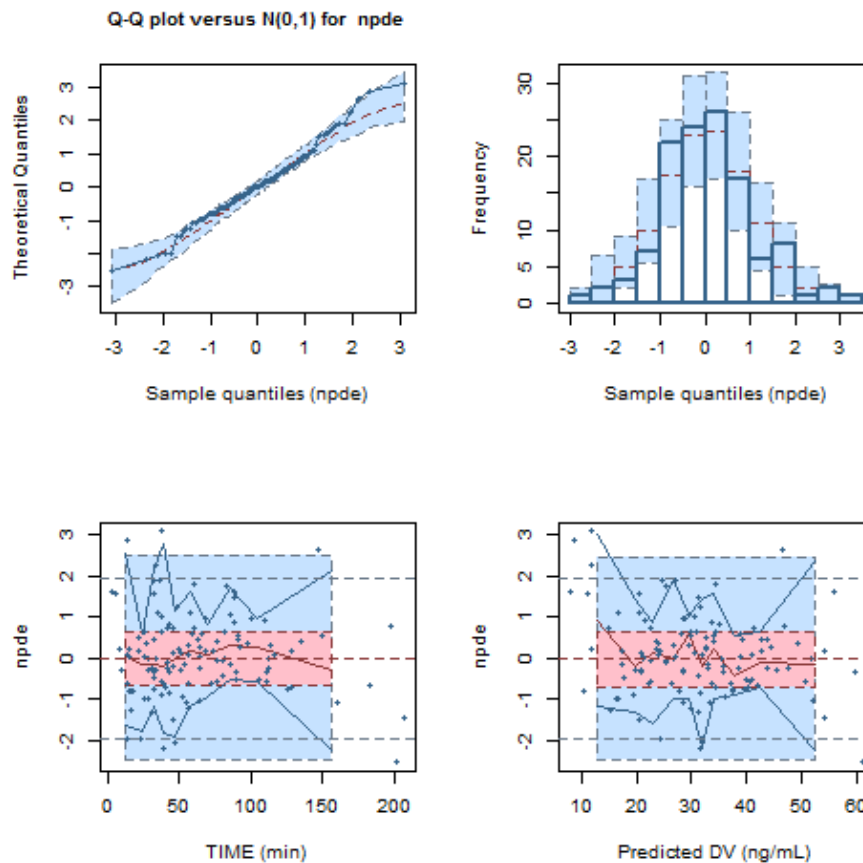 Q-Q plot versus N(0,1) for npde
Theoretical Quantiles
3
2
1
0
-1
-3
-3 -2 -1 0 1 2 3
Sample quantiles (npde)
Frequency
30
20
10
5
0
-3 -2 -1 0 1 2 3
Sample quantiles (npde)
npde
3
2
1
0
-1
-2
0 50 100 150 200
TIME (min)
npde
3
2
1
0
-1
-2
10 20 30 40 50 60
Predicted DV (ng/mL)